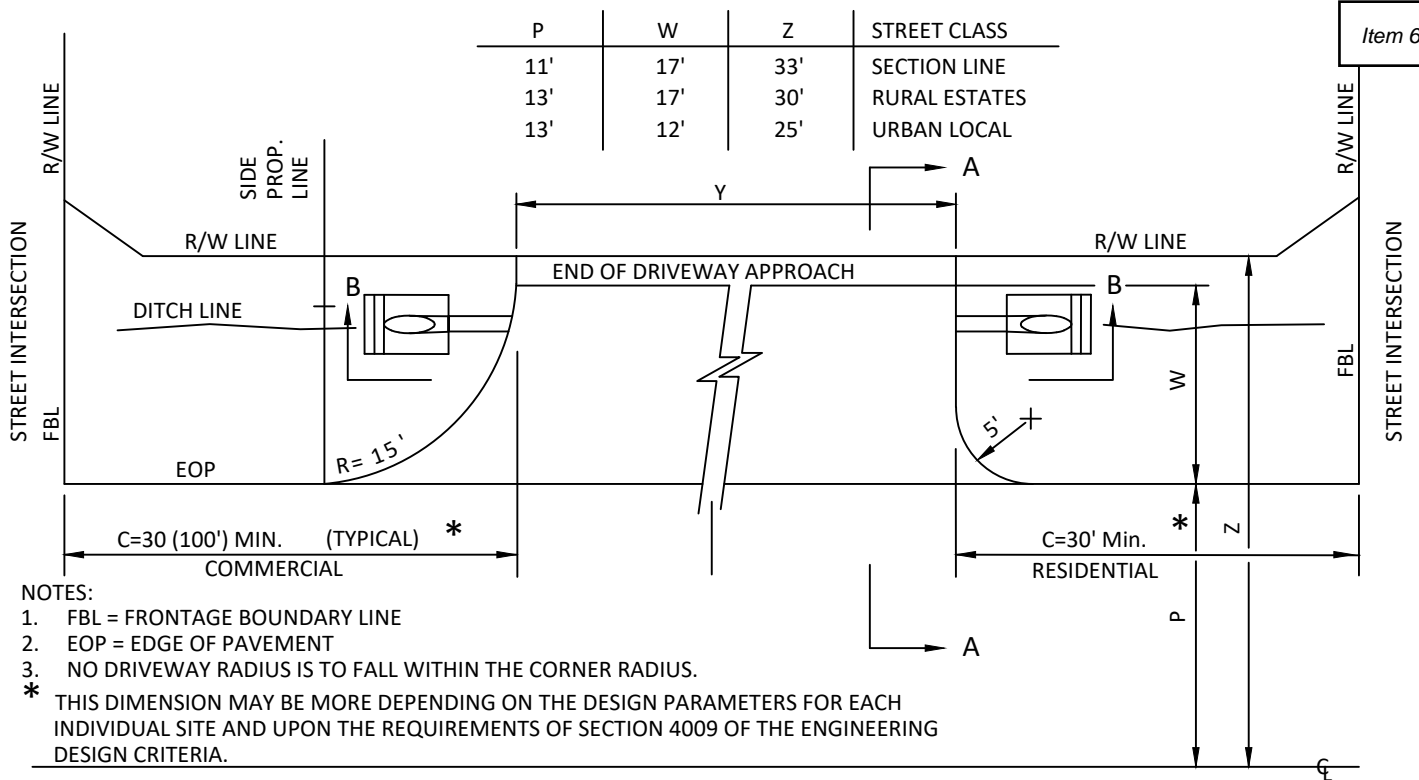 Item 6
P W Z STREET CLASS
11' 17' 33' SECTION LINE
13' 17' 30' RURAL ESTATES
13' 12' 25' URBAN LOCAL
R/W LINE
R/W LINE
SIDE
PROP.
LINE
A
Y
STREET INTERSECTION
R/W LINE
R/W LINE
STREET INTERSECTION
END OF DRIVEWAY APPROACH
B
B
DITCH LINE
W
FBL
FBL
5'
R= 15'
EOP
C=30 (100') MIN. (TYPICAL) *
COMMERCIAL
* Z
C=30' Min.
RESIDENTIAL
P
NOTES:
1. FBL = FRONTAGE BOUNDARY LINE
2. EOP = EDGE OF PAVEMENT
3. NO DRIVEWAY RADIUS IS TO FALL WITHIN THE CORNER RADIUS.
A
* THIS DIMENSION MAY BE MORE DEPENDING ON THE DESIGN PARAMETERS FOR EACH
INDIVIDUAL SITE AND UPON THE REQUIREMENTS OF SECTION 4009 OF THE ENGINEERING
DESIGN CRITERIA.
℄